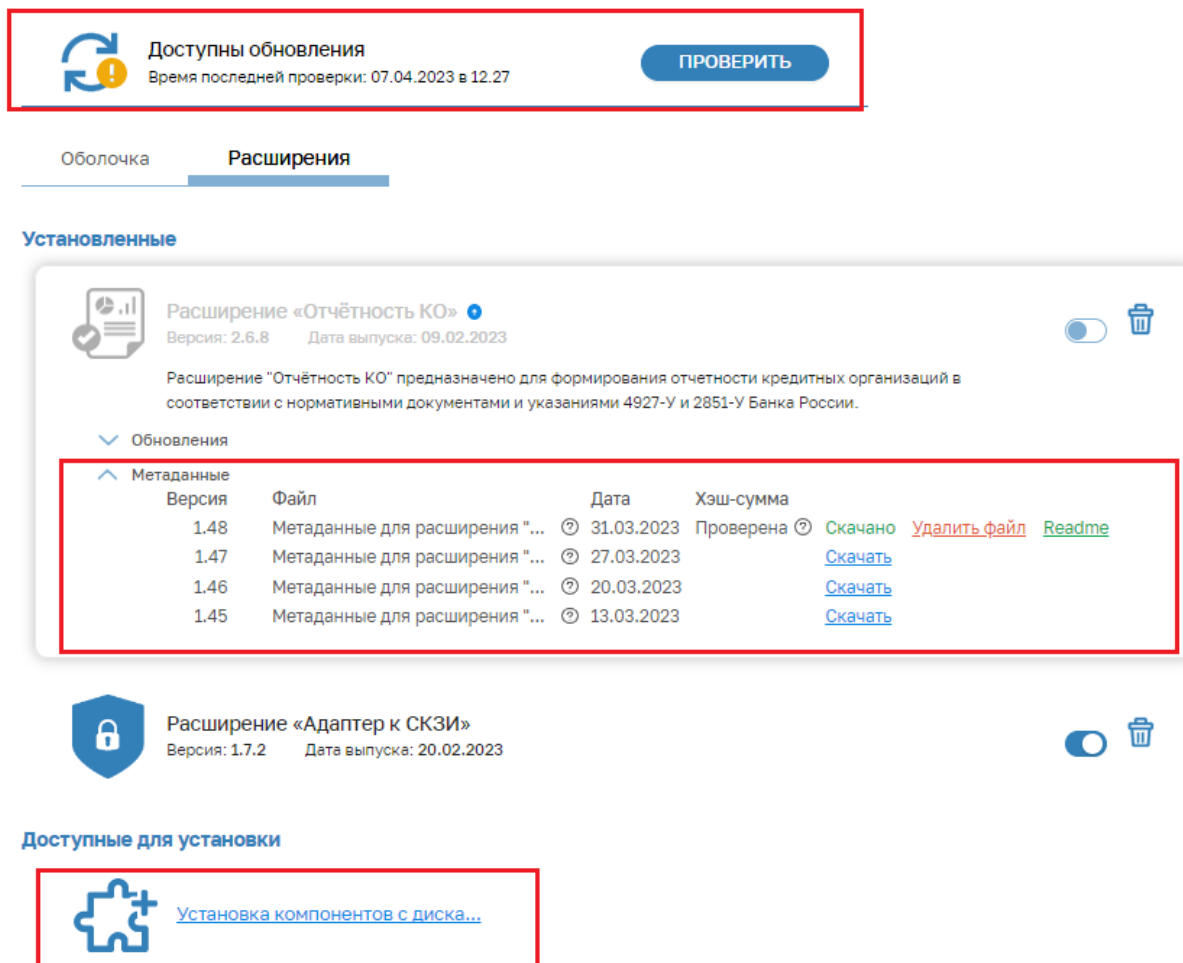 Доступны обновления
Время последней проверки: 07.04.2023 в 12.27
ПРОВЕРИТЬ
Оболочка Расширения
Установленные
Расширение «Отчётность КО»
Версия: 2.6.8 Дата выпуска: 09.02.2023
Расширение "Отчётность КО" предназначено для формирования отчетности кредитных организаций в
соответствии с нормативными документами и указаниями 4927-У и 2851-У Банка России.
Обновления
Метаданные
Версия Файл Дата Хэш-сумма
1.48 Метаданные для расширения "... 31.03.2023 Проверена Скачано Удалить файл Readme
1.47 Метаданные для расширения "... 27.03.2023 Скачать
1.46 Метаданные для расширения "... 20.03.2023 Скачать
1.45 Метаданные для расширения "... 13.03.2023 Скачать
Расширение «Адаптер к СКЗИ»
Версия: 1.7.2 Дата выпуска: 20.02.2023
Доступные для установки
Установка компонентов с диска...